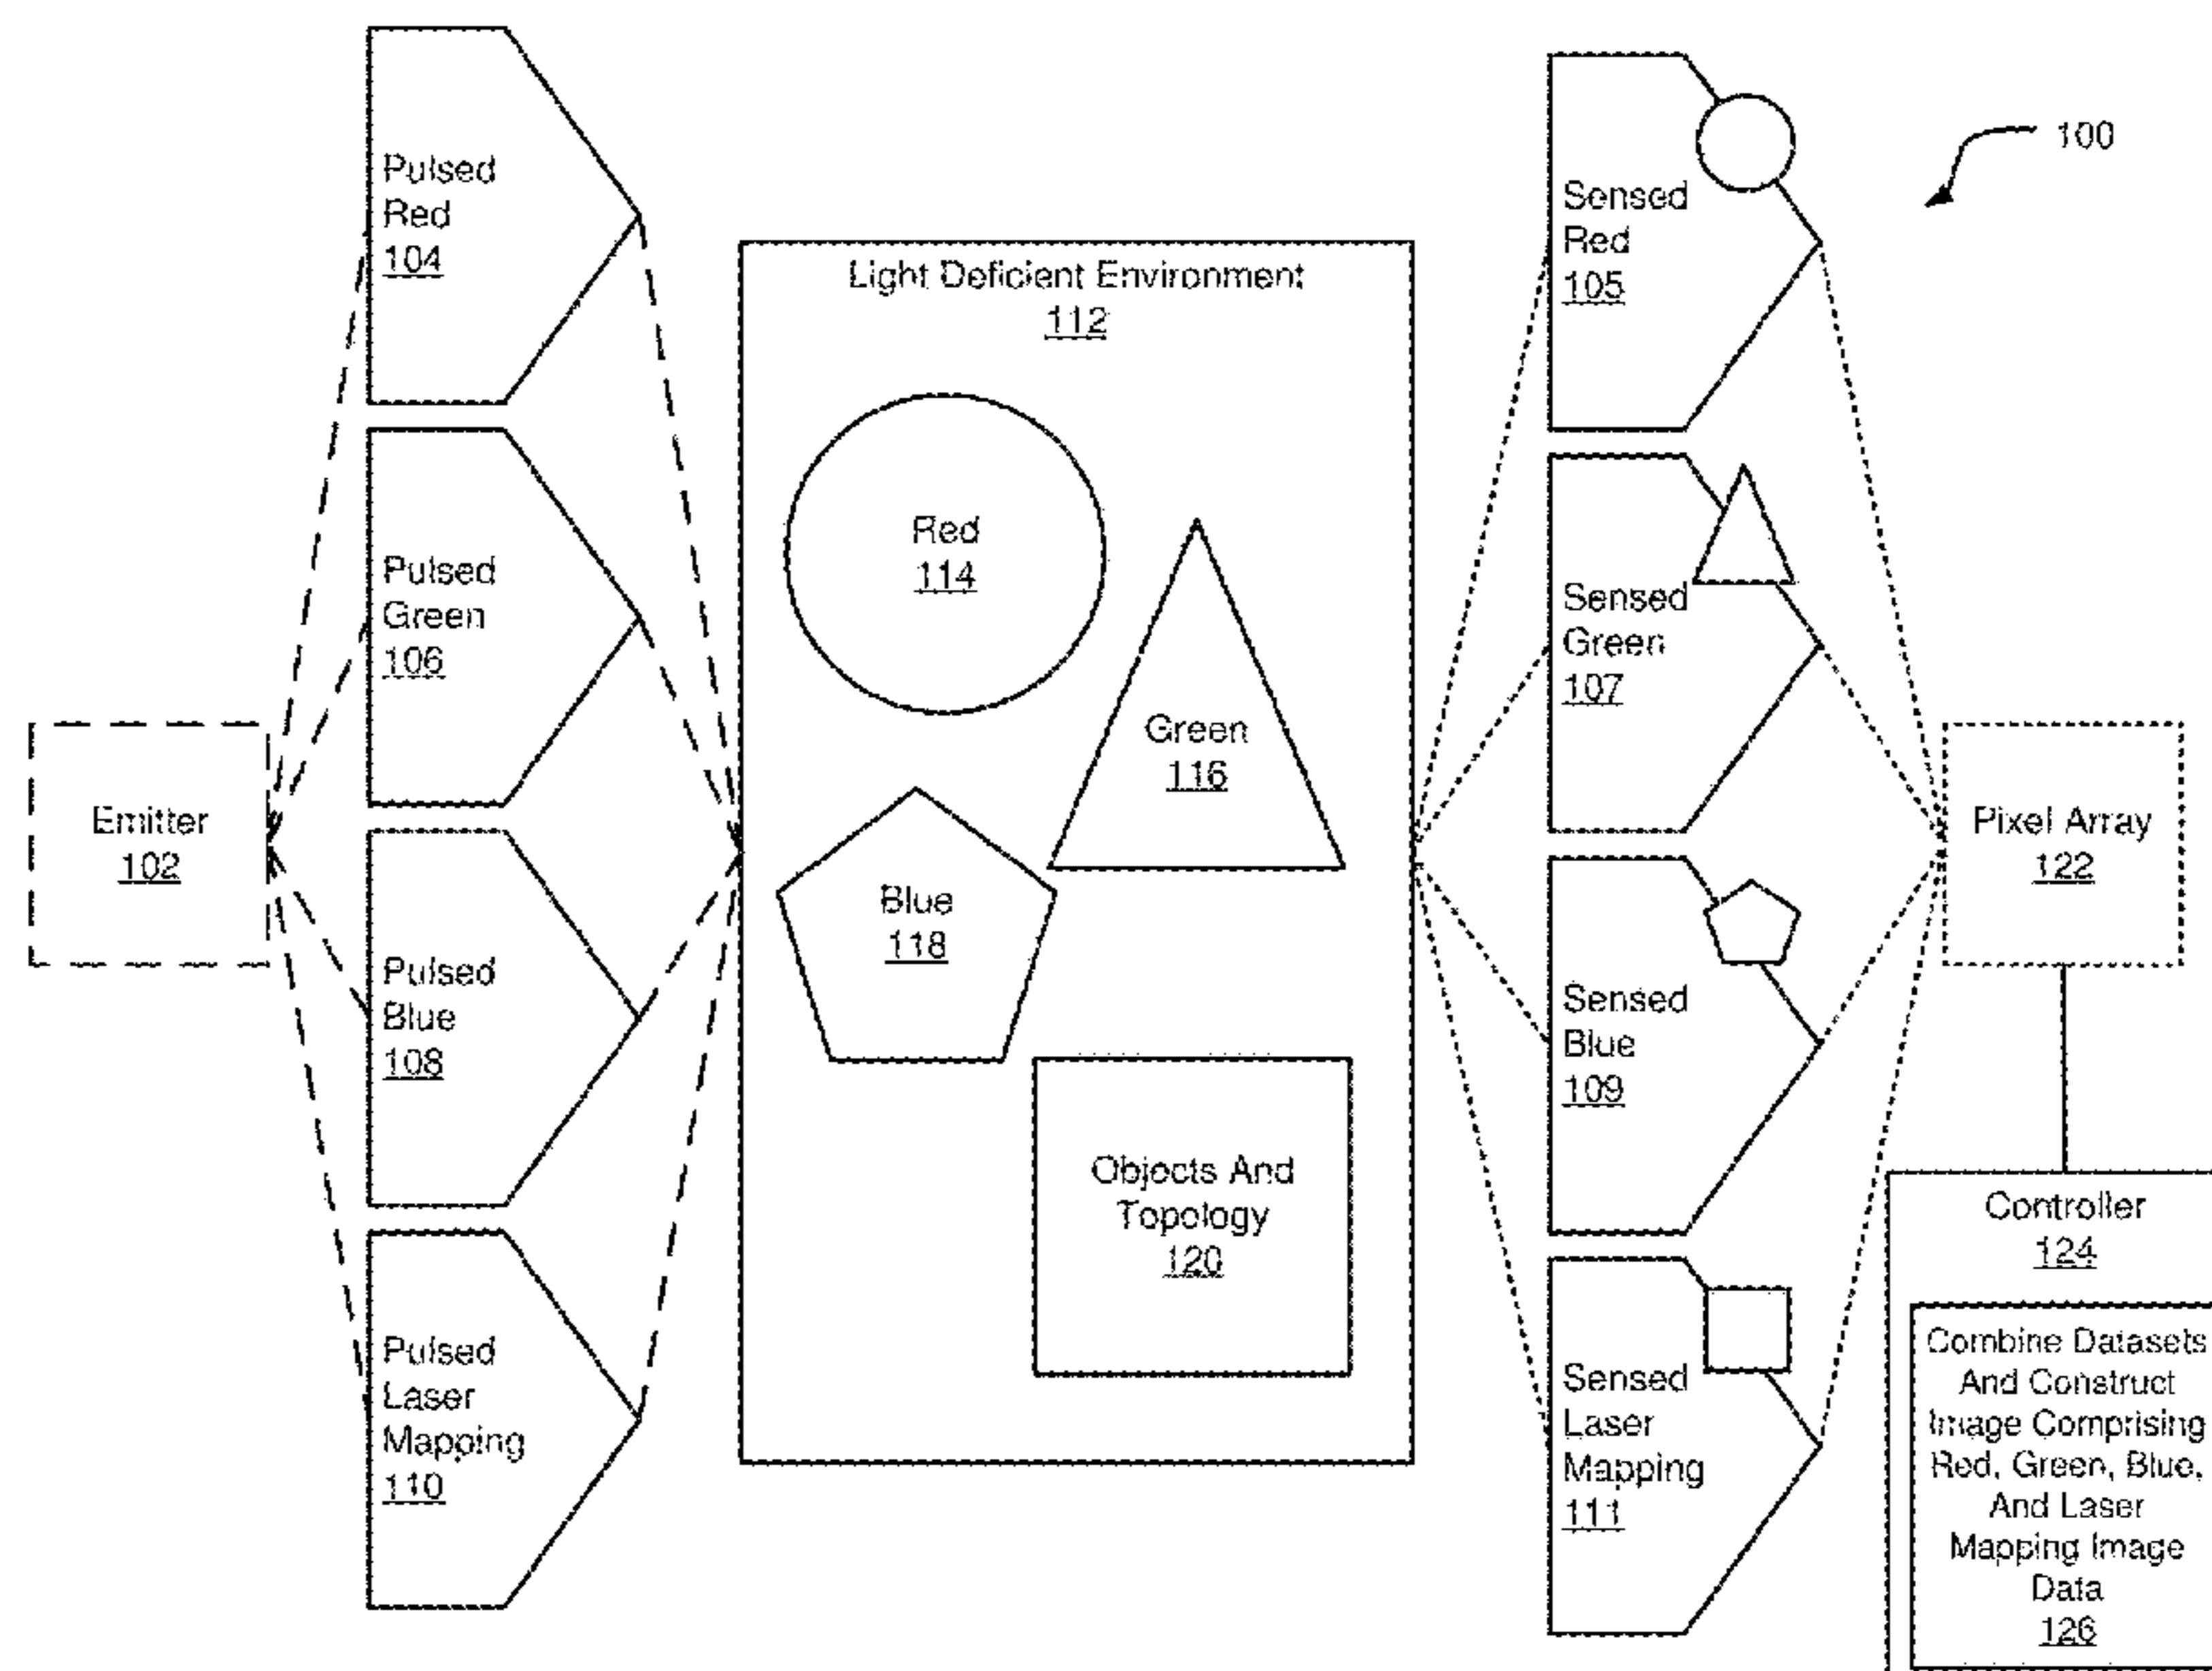 Pulsed
Red
104
Pulsed
Green
106
Emitter
102
Pulsed
Blue
108
Pulsed
Laser
Mapping
110
Light Deficient Environment
112
Red
114
Green
116
Blue
118
Objects And
Topology
120
Sensed
Red
105
100
Sensed
Green
107
Sensed
Blue
109
Sensed
Laser
Mapping
111
Pixel Array
122
Controller
124
Combine Datasets
And Construct
Image Comprising
Red, Green, Blue,
And Laser
Mapping Image
Data
126